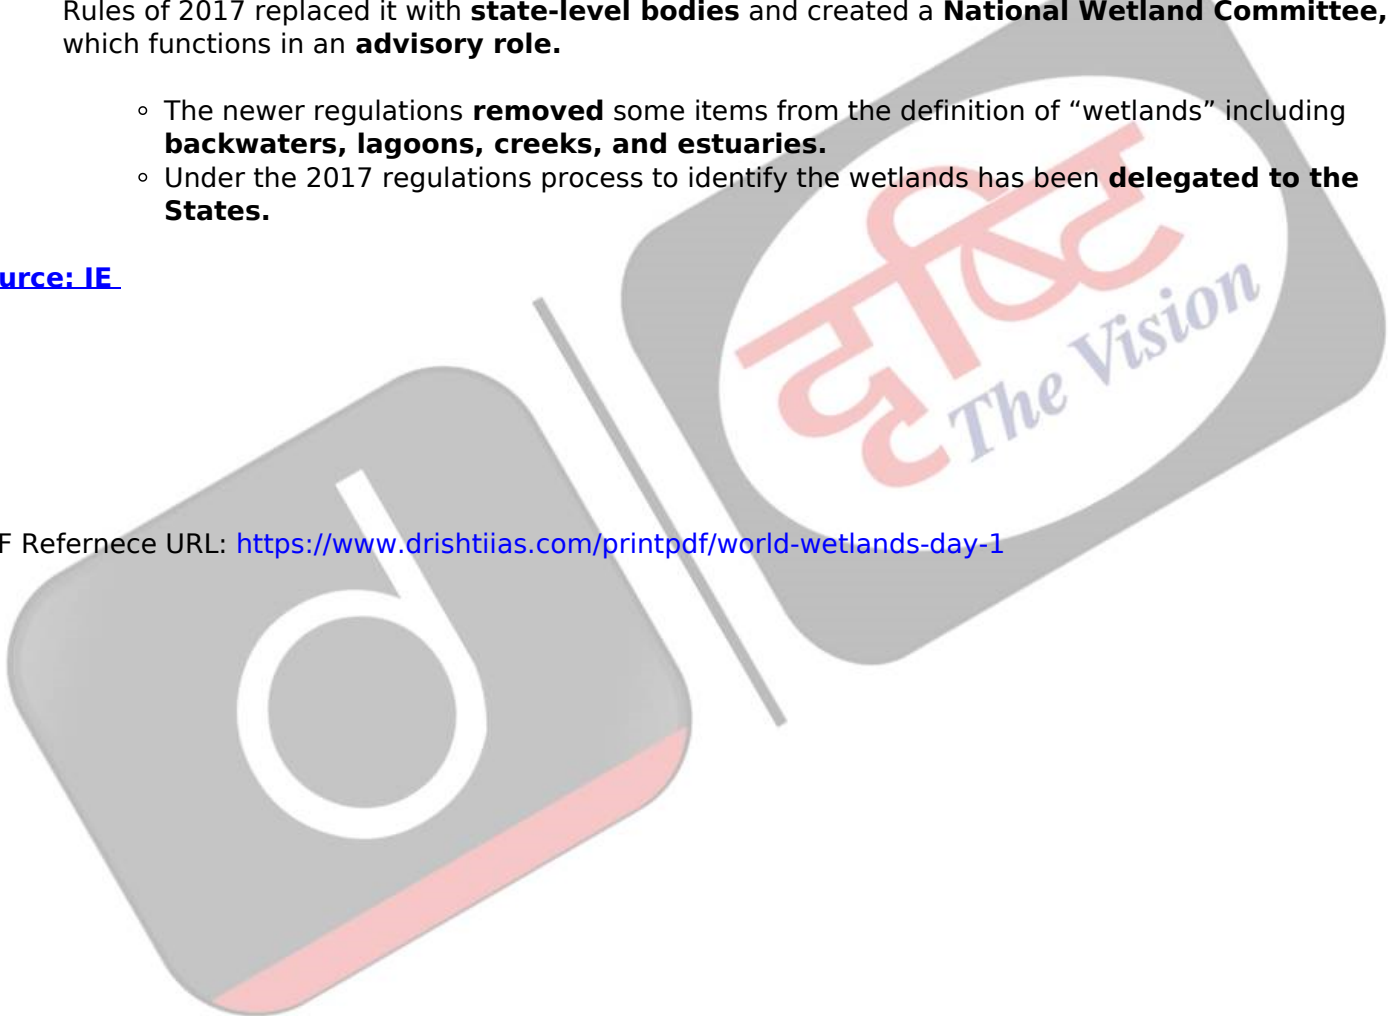 Rules of 2017 replaced it with state-level bodies and created a National Wetland Committee,
which functions in an advisory role.
○ The newer regulations removed some items from the definition of “wetlands” including
backwaters, lagoons, creeks, and estuaries.
○ Under the 2017 regulations process to identify the wetlands has been delegated to the
States.
urce: IE
F Refernece URL: https://www.drishtiias.com/printpdf/world-wetlands-day-1
d
दृष्टि
The Vision